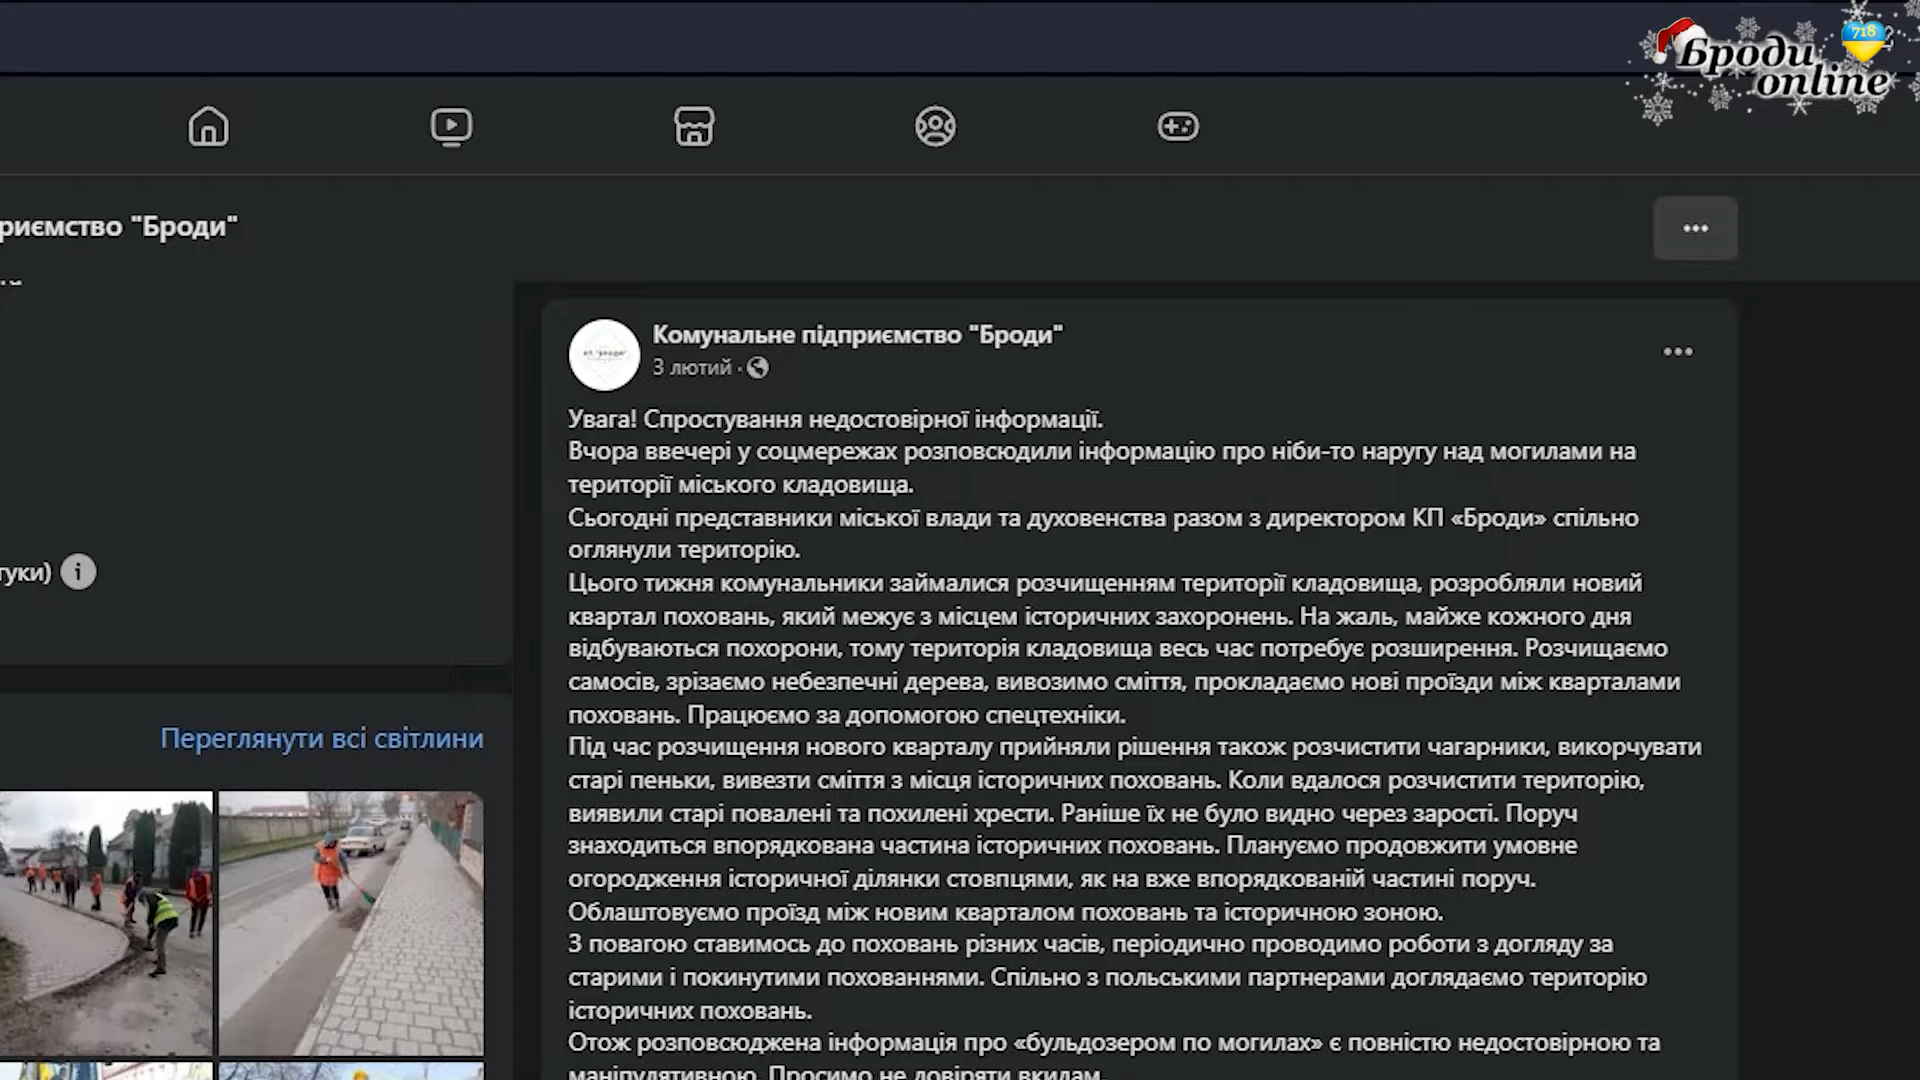 718
Броди
online
риємство "Броди"
Комунальне підприємство "Броди"
3 лютий ·
Увага! Спростування недостовірної інформації.
Вчора ввечері у соцмережах розповсюдили інформацію про ніби-то наругу над могилами на
території міського кладовища.
Сьогодні представники міської влади та духовенства разом з директором КП «Броди» спільно
оглянули територію.
Цього тижня комунальники займалися розчищенням території кладовища, розробляли новий
квартал поховань, який межує з місцем історичних захоронень. На жаль, майже кожного дня
відбуваються похорони, тому територія кладовища весь час потребує розширення. Розчищаємо
самосів, зрізаємо небезпечні дерева, вивозимо сміття, прокладаємо нові проїзди між кварталами
поховань. Працюємо за допомогою спецтехніки.
Під час розчищення нового кварталу прийняли рішення також розчистити чагарники, викорчувати
старі пеньки, вивезти сміття з місця історичних поховань. Коли вдалося розчистити територію,
виявили старі повалені та похилені хрести. Раніше їх не було видно через зарості. Поруч
знаходиться впорядкована частина історичних поховань. Плануємо продовжити умовне
огородження історичної ділянки стовпцями, як на вже впорядкованій частині поруч.
Облаштовуємо проїзд між новим кварталом поховань та історичною зоною.
З повагою ставимось до поховань різних часів, періодично проводимо роботи з догляду за
старими і покинутими похованнями. Спільно з польськими партнерами доглядаємо територію
історичних поховань.
Отож розповсюджена інформація про «бульдозером по могилах» є повністю недостовірною та
маніпулятивною. Просимо не довіряти вкидам.
гуки)
Переглянути всі світлини